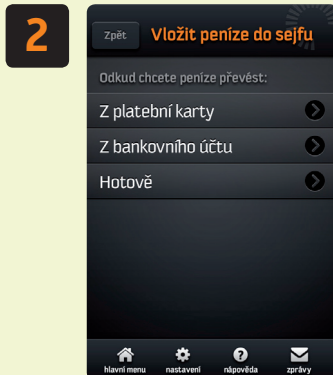 2
Zpět Vložit peníze do sejfu
Odkud chcete peníze převést:
Z platební karty
Z bankovního účtu
Hotově
hlavní menu nastavení nápověda zprávy